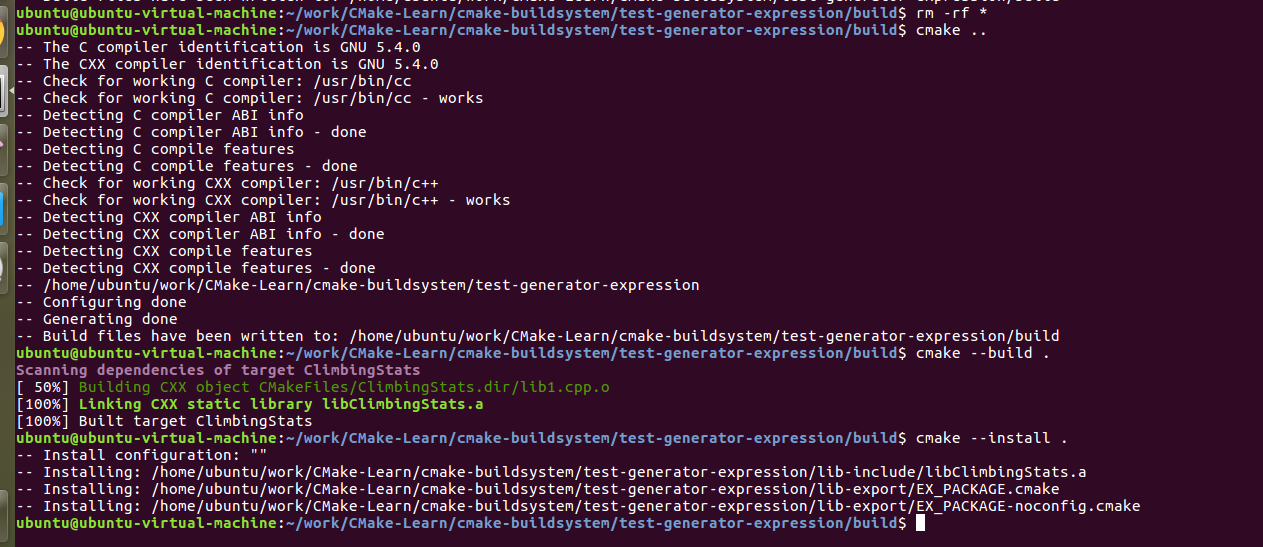 ubuntu@ubuntu-virtual-machine:~/work/CMake-Learn/cmake-buildsystem/test-generator-expression/build$ rm -rf *
ubuntu@ubuntu-virtual-machine:~/work/CMake-Learn/cmake-buildsystem/test-generator-expression/build$ cmake ..
-- The C compiler identification is GNU 5.4.0
-- The CXX compiler identification is GNU 5.4.0
-- Check for working C compiler: /usr/bin/cc
-- Check for working C compiler: /usr/bin/cc - works
-- Detecting C compiler ABI info
-- Detecting C compiler ABI info - done
-- Detecting C compile features
-- Detecting C compile features - done
-- Check for working CXX compiler: /usr/bin/c++
-- Check for working CXX compiler: /usr/bin/c++ - works
-- Detecting CXX compiler ABI info
-- Detecting CXX compiler ABI info - done
-- Detecting CXX compile features
-- Detecting CXX compile features - done
-- /home/ubuntu/work/CMake-Learn/cmake-buildsystem/test-generator-expression
-- Configuring done
-- Generating done
-- Build files have been written to: /home/ubuntu/work/CMake-Learn/cmake-buildsystem/test-generator-expression/build
ubuntu@ubuntu-virtual-machine:~/work/CMake-Learn/cmake-buildsystem/test-generator-expression/build$ cmake --build .
Scanning dependencies of target ClimbingStats
[ 50%] Building CXX object CMakeFiles/ClimbingStats.dir/lib1.cpp.o
[100%] Linking CXX static library libClimbingStats.a
[100%] Built target ClimbingStats
ubuntu@ubuntu-virtual-machine:~/work/CMake-Learn/cmake-buildsystem/test-generator-expression/build$ cmake --install .
-- Install configuration: ""
-- Installing: /home/ubuntu/work/CMake-Learn/cmake-buildsystem/test-generator-expression/lib-include/libClimbingStats.a
-- Installing: /home/ubuntu/work/CMake-Learn/cmake-buildsystem/test-generator-expression/lib-export/EX_PACKAGE.cmake
-- Installing: /home/ubuntu/work/CMake-Learn/cmake-buildsystem/test-generator-expression/lib-export/EX_PACKAGE-noconfig.cmake
ubuntu@ubuntu-virtual-machine:~/work/CMake-Learn/cmake-buildsystem/test-generator-expression/build$